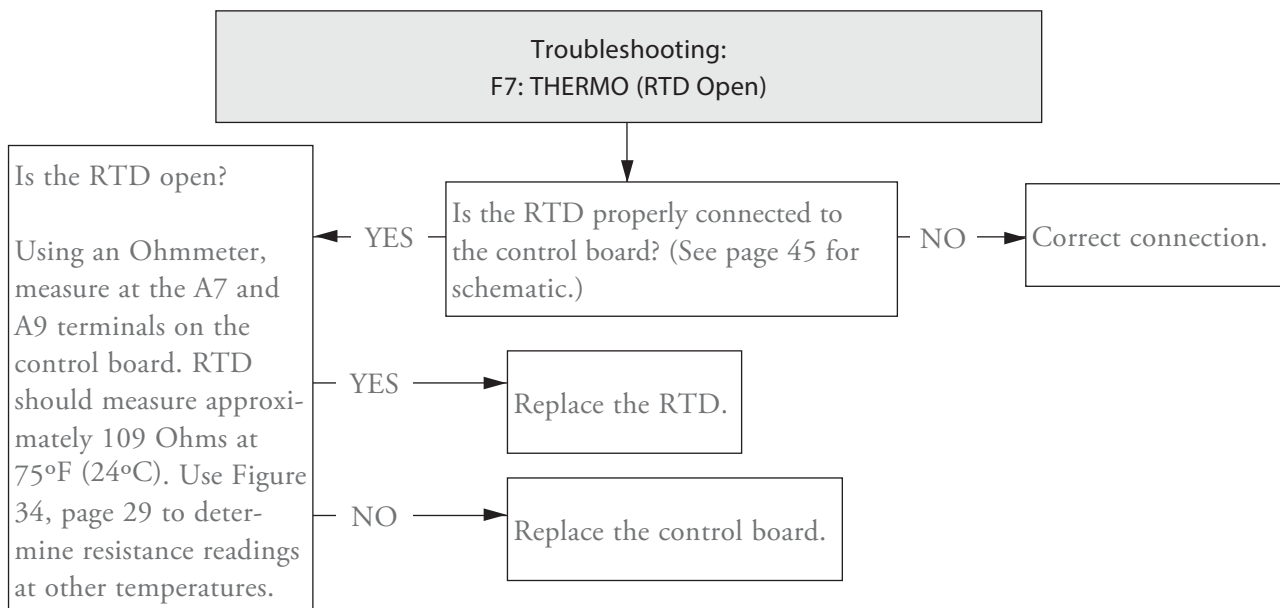 Troubleshooting:
F7: THERMO (RTD Open)
Is the RTD properly connected to
the control board? (See page 45 for
schematic.)
NO
Correct connection.
YES
Is the RTD open?
Using an Ohmmeter,
measure at the A7 and
A9 terminals on the
control board. RTD
should measure approxi-
mately 109 Ohms at
75ºF (24ºC). Use Figure
34, page 29 to deter-
mine resistance readings
at other temperatures.
YES
Replace the RTD.
NO
Replace the control board.